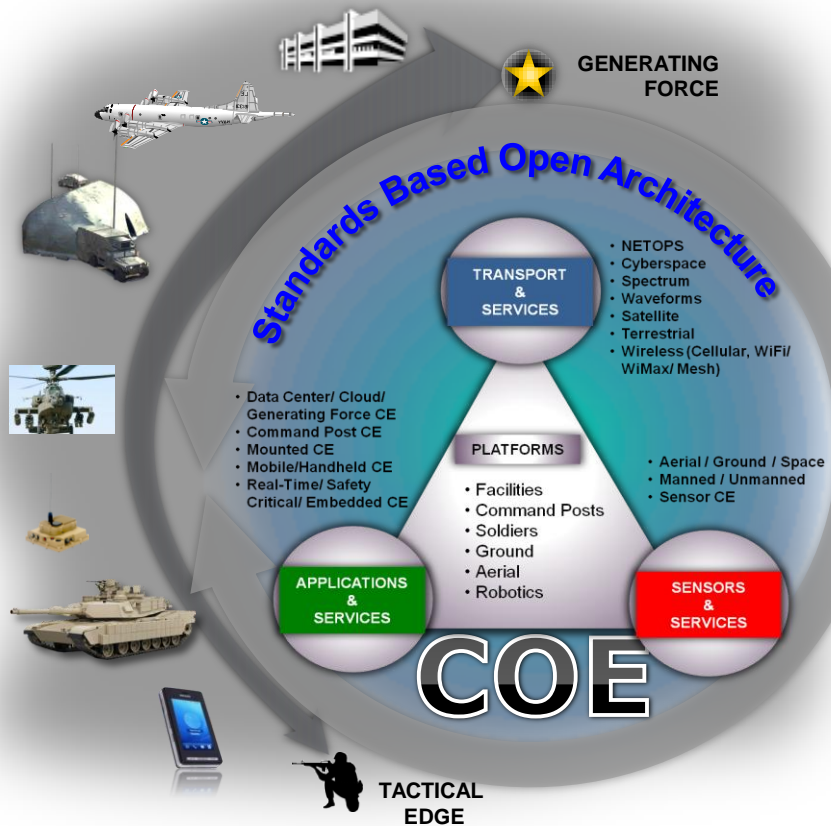 GENERATING
FORCE
Standards Based Open Architecture
TRANSPORT
&
SERVICES
• NETOPS
• Cyberspace
• Spectrum
• Waveforms
• Satellite
• Terrestrial
• Wireless (Cellular, WiFi/
WiMax/ Mesh)
• Data Center/ Cloud/
Generating Force CE
• Command Post CE
• Mounted CE
• Mobile/Handheld CE
• Real-Time/ Safety
Critical/ Embedded CE
PLATFORMS
• Facilities
• Command Posts
• Soldiers
• Ground
• Aerial
• Robotics
• Aerial / Ground / Space
• Manned / Unmanned
• Sensor CE
APPLICATIONS
&
SERVICES
SENSORS
&
SERVICES
COE
TACTICAL
EDGE